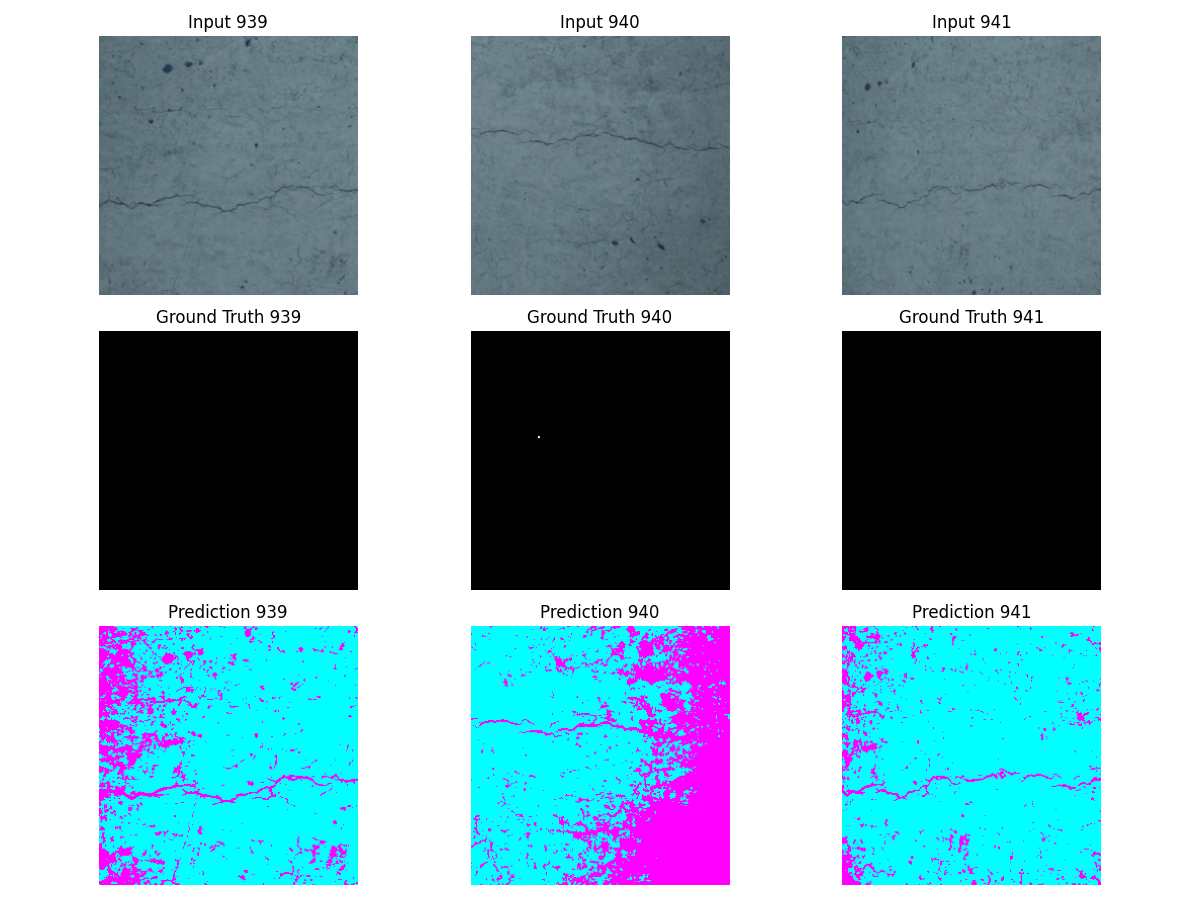 Input 939
Input 940
Input 941
Ground Truth 939
Ground Truth 940
Ground Truth 941
Prediction 939
Prediction 940
Prediction 941